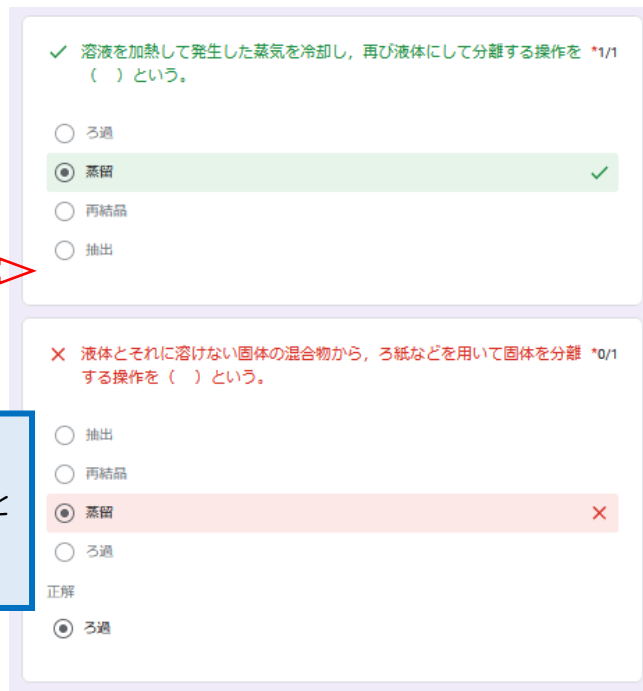 溶液を加熱して発生した蒸気を冷却し，再び液体にして分離する操作を *1/1
（　）という。
ろ過
蒸留
再結晶
抽出
液体とそれに溶けない固体の混合物から，ろ紙などを用いて固体を分離 *0/1
する操作を（　）という。
抽出
再結晶
と
蒸留
ろ過
正解
ろ過